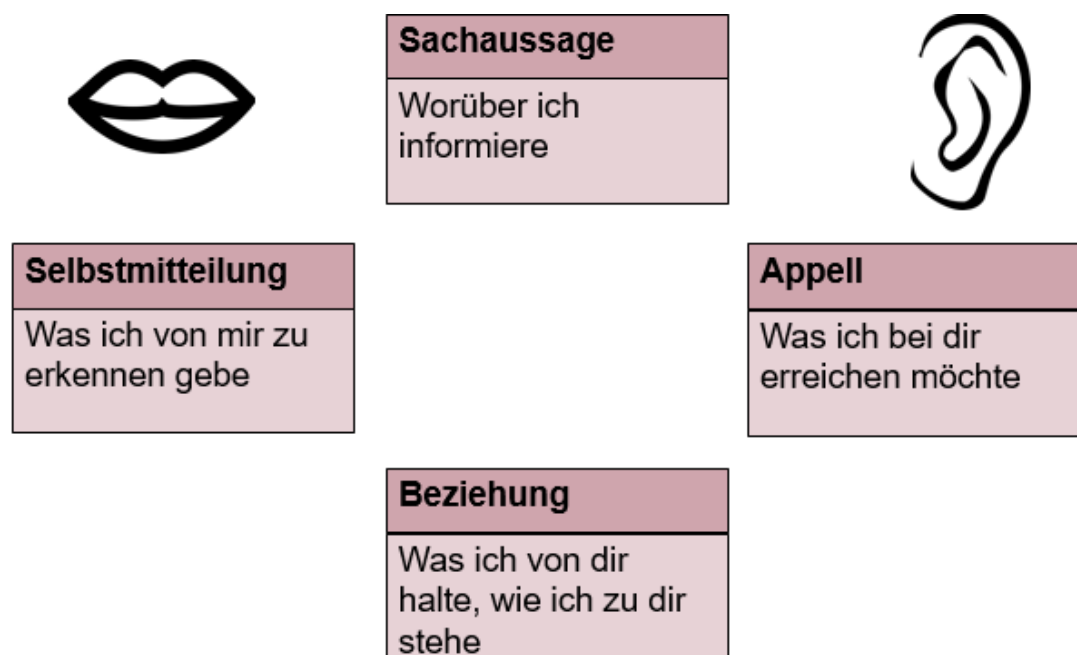 Sachaussage
Worüber ich
informiere
Selbstmitteilung
Was ich von mir zu
erkennen gebe
Appell
Was ich bei dir
erreichen möchte
Beziehung
Was ich von dir
halte, wie ich zu dir
stehe